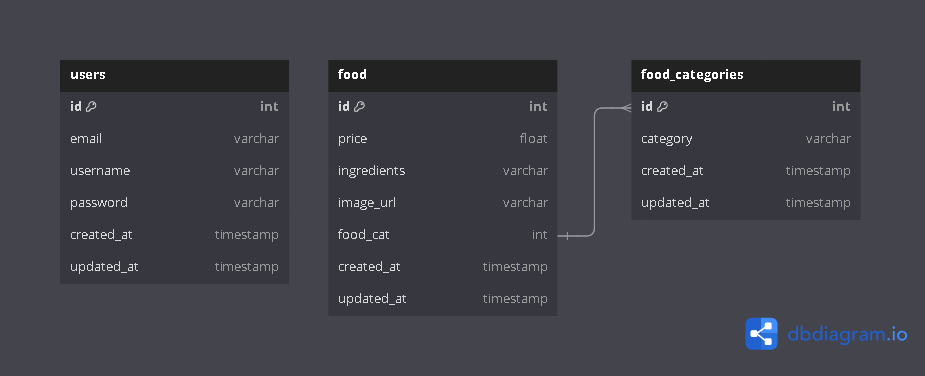 users
id int
email varchar
username varchar
password varchar
created_at timestamp
updated_at timestamp
food
id int
price float
ingredients varchar
image_url varchar
food_cat int
created_at timestamp
updated_at timestamp
food_categories
id int
category varchar
created_at timestamp
updated_at timestamp
dbdiagram.io